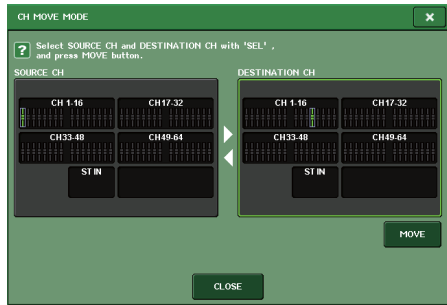 CH MOVE MODE
×
? Select SOURCE CH and DESTINATION CH with 'SEL' ,
and press MOVE button.
SOURCE CH
DESTINATION CH
CH 1-16 CH17-32
CH33-48 CH49-64
ST IN
CH 1-16 CH17-32
CH33-48 CH49-64
ST IN
MOVE
CLOSE